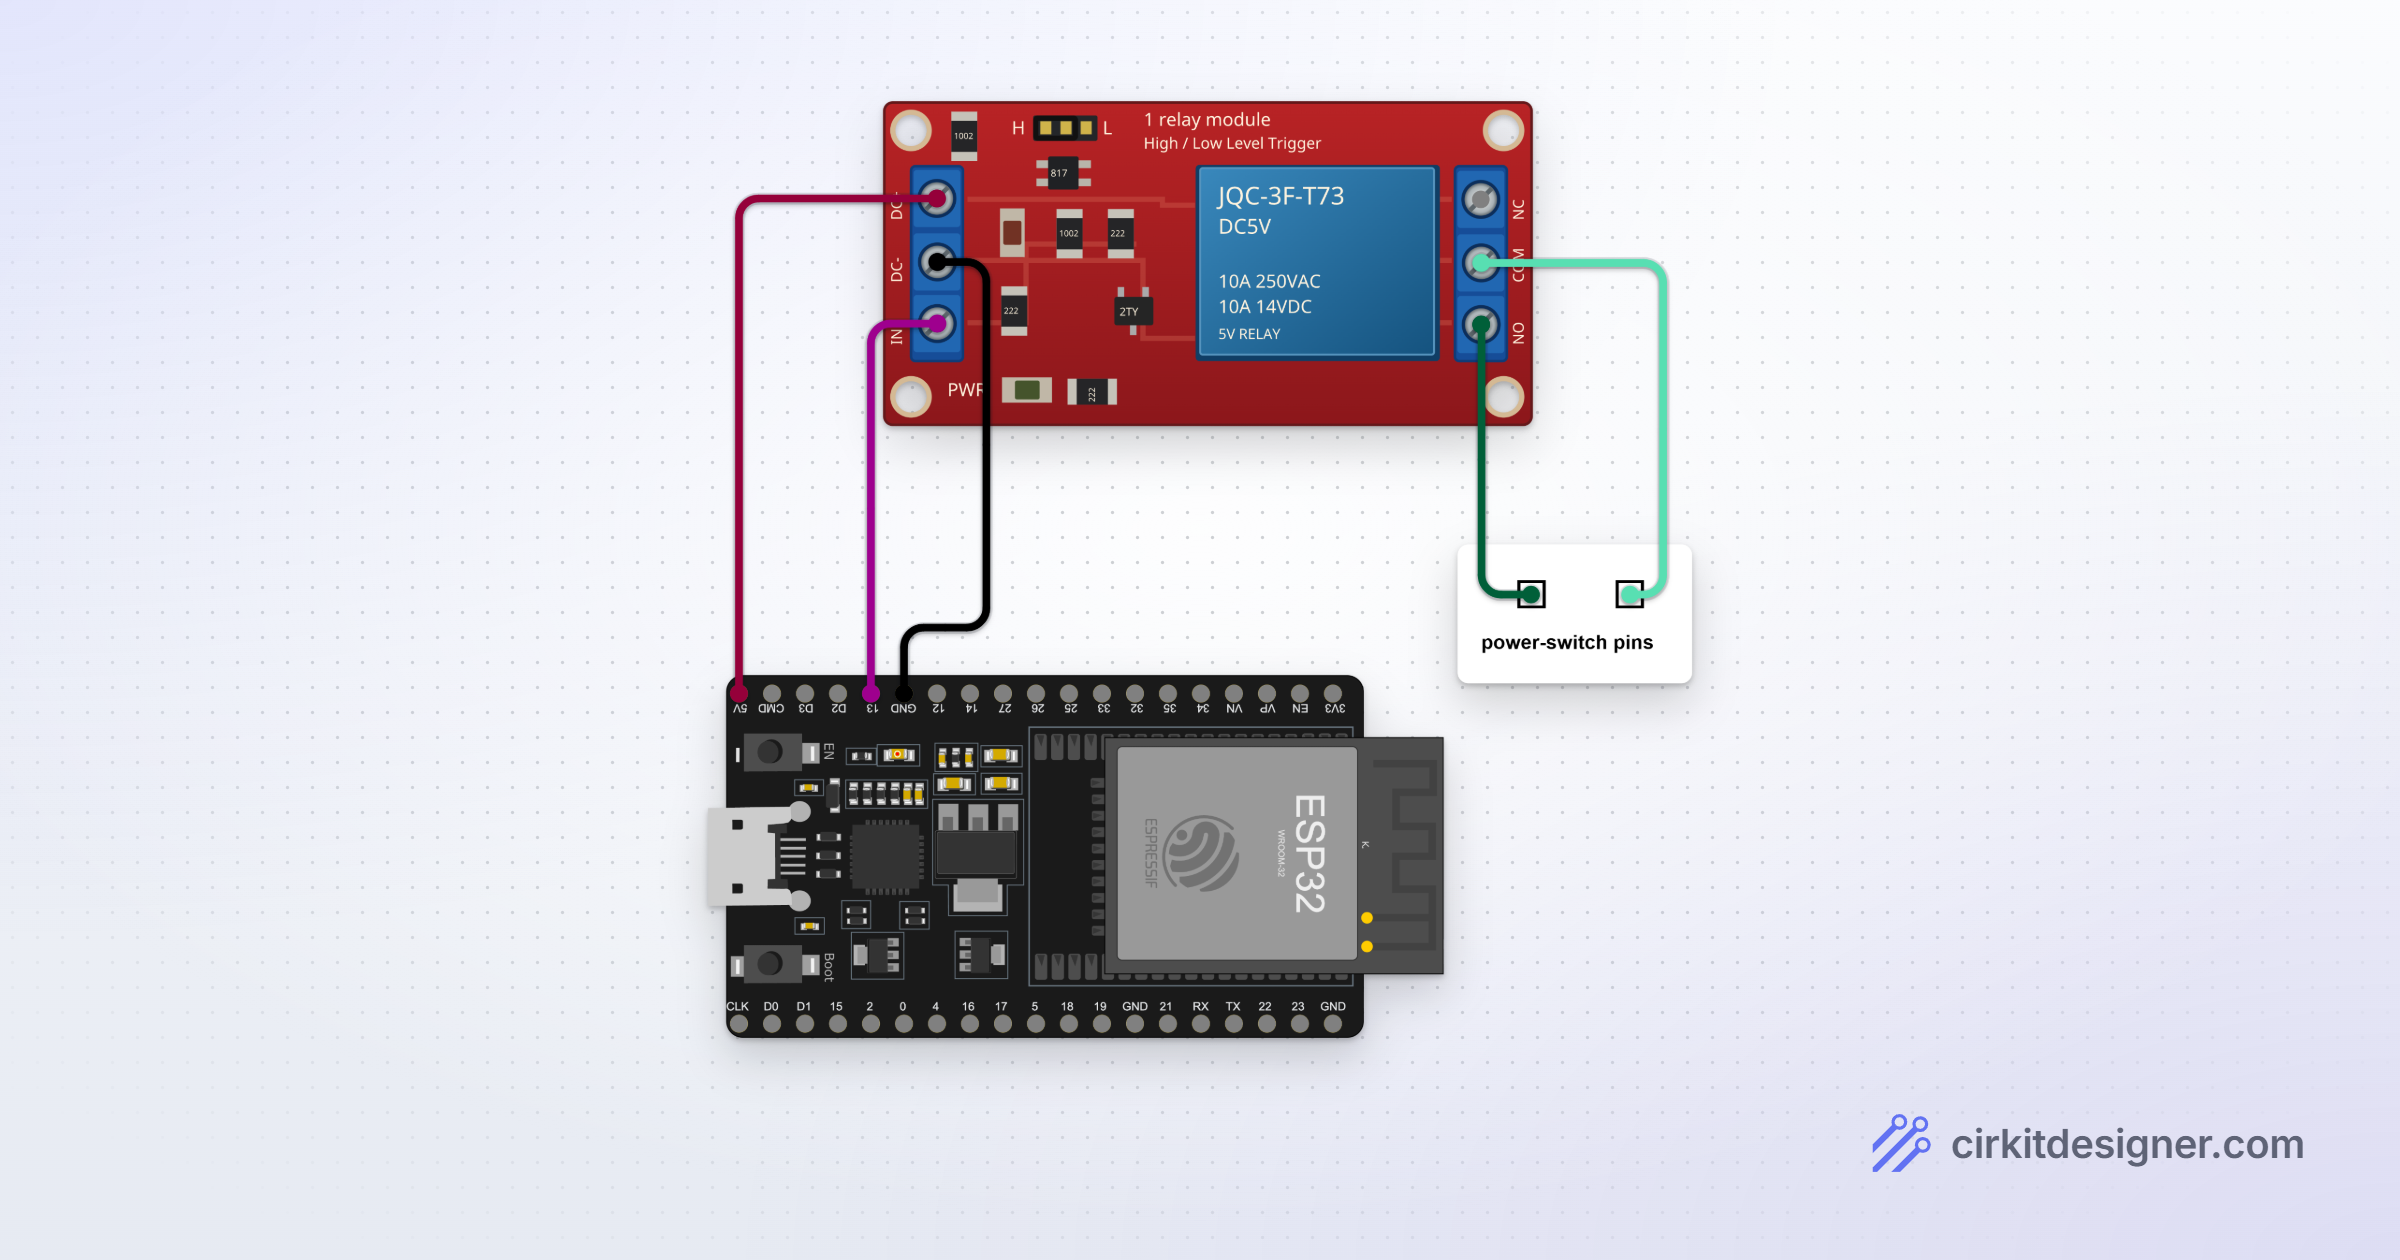 1002
H
L
1 relay module
High / Low Level Trigger
817
DC-
JQC-3F-T73
DC5V
NC
1002
222
DC-
COM
10A 250VAC
10A 14VDC
5V RELAY
222
2TY
IN
NO
PWR
222
power-switch pins
5V CMD D3 D2 13 GND 12 14 27 26 25 33 32 35 34 VN VP EN 3V3
EN
ESP32
WROOM-32
ESPRESSIF
K
Boot
CLK D0 D1 15 2 0 4 16 17 5 18 19 GND 21 RX TX 22 23 GND
cirkitdesigner.com